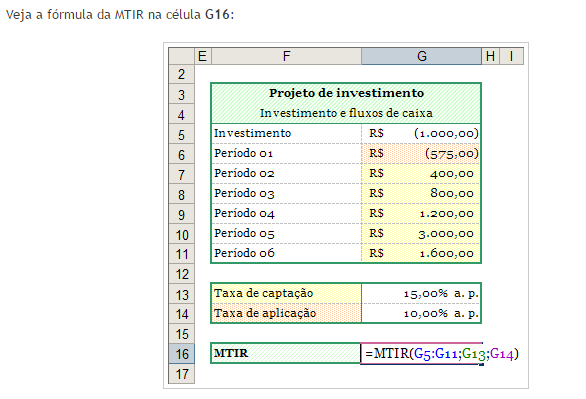 Veja a fórmula da MTIR na célula G16:
E F G H I
2
3 Projeto de investimento
4 Investimento e fluxos de caixa
5 Investimento R$ (1.000,00)
6 Período 01 R$ (575,00)
7 Período 02 R$ 400,00
8 Período 03 R$ 800,00
9 Período 04 R$ 1.200,00
10 Período 05 R$ 3.000,00
11 Período 06 R$ 1.600,00
12
13 Taxa de captação 15,00% a. p.
14 Taxa de aplicação 10,00% a. p.
15
16 MTIR =MTIR(G5:G11;G13;G14)
17